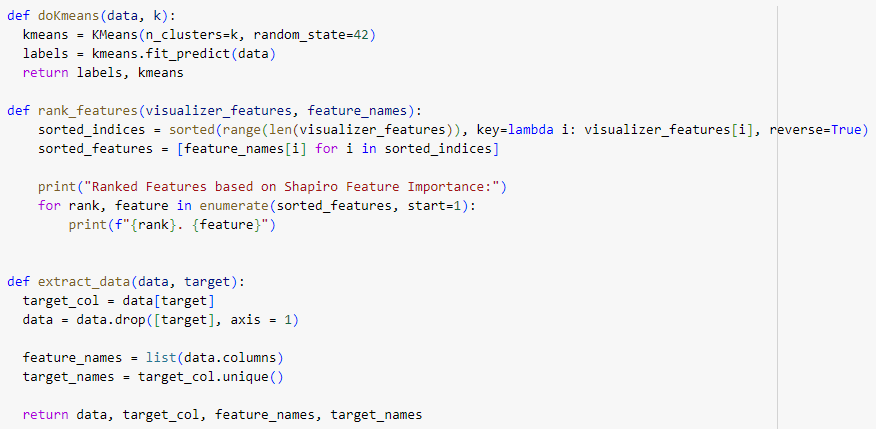 def doKmeans(data, k):
  kmeans = KMeans(n_clusters=k, random_state=42)
  labels = kmeans.fit_predict(data)
  return labels, kmeans

def rank_features(visualizer_features, feature_names):
    sorted_indices = sorted(range(len(visualizer_features)), key=lambda i: visualizer_features[i], reverse=True)
    sorted_features = [feature_names[i] for i in sorted_indices]

    print("Ranked Features based on Shapiro Feature Importance:")
    for rank, feature in enumerate(sorted_features, start=1):
        print(f"{rank}. {feature}")


def extract_data(data, target):
  target_col = data[target]
  data = data.drop([target], axis = 1)

  feature_names = list(data.columns)
  target_names = target_col.unique()

  return data, target_col, feature_names, target_names